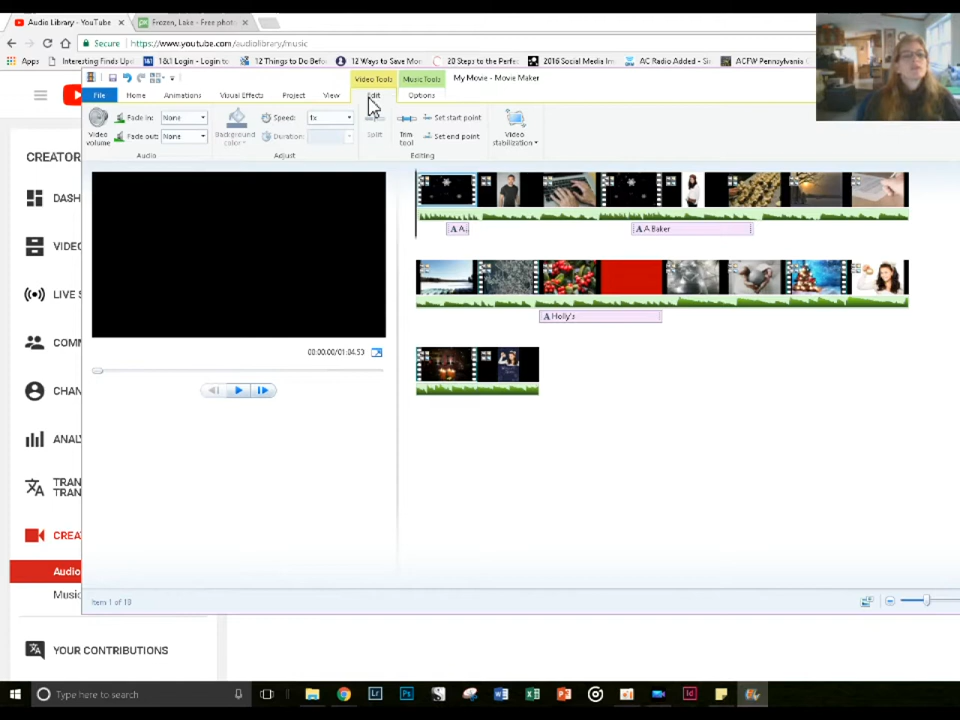 Audio Library - YouTube
Frozen, Lake - Free phot
Secure
https://www.youtube.com/audiolibrary/music
Apps
Interesting Finds
1&1 Login - Login to
12 Things to Do Befo
12 Ways to Save Mon
20 Steps to the Perfe
2016 Social Media Im
AC Radio Added - Si
ACFW Pennsylvania
Video Tools
Music Tools
My Movie - Movie Maker
File
Home
Animations
Visual Effects
Project
View
Edit
Options
Video volume
Fade in:
None
Fade out:
None
Audio
Background color
Speed:
1x
Duration:
Adjust
Split
Trim tool
Set start point
Set end point
Editing
Video stabilization
CREATOR
DASH
VIDEO
LIVE S
COMM
CHAN
ANAL
TRAN
TRAN
CREA
Audio
Music
YOUR CONTRIBUTIONS
00:00.00/01:04.53
A A..
A A Baker
A Holly's
Item 1 of 19
Type here to search